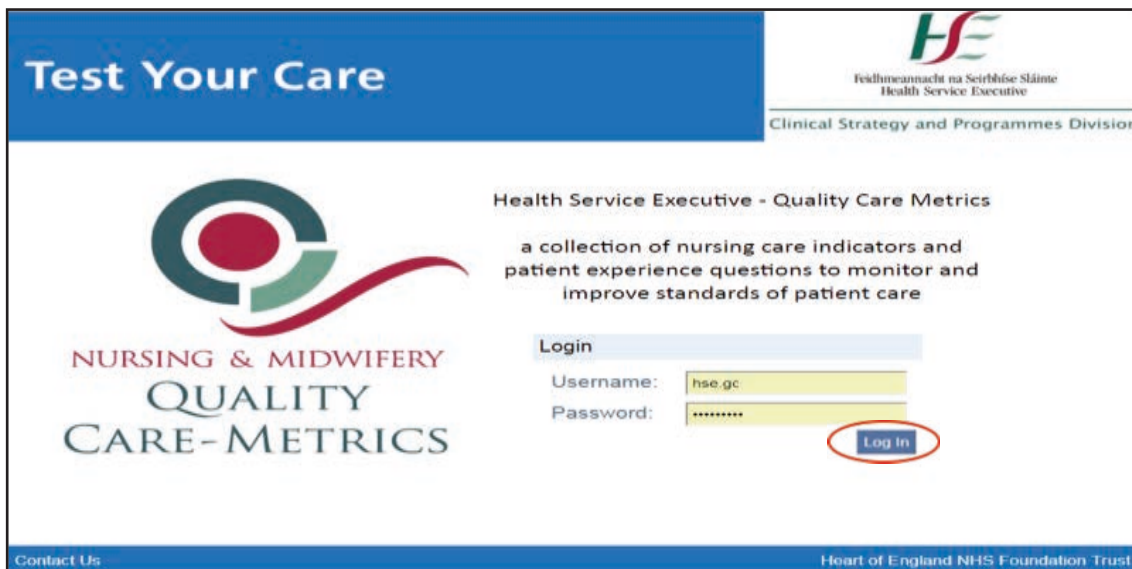 Test Your Care
HSE
Feidhmeannacht na Seirbhíse Sláinte
Health Service Executive
Clinical Strategy and Programmes Division
Health Service Executive - Quality Care Metrics
a collection of nursing care indicators and
patient experience questions to monitor and
improve standards of patient care
NURSING & MIDWIFERY
QUALITY
CARE-METRICS
Login
Username: hse.gc
Password: •••••••••
Log In
Contact Us
Heart of England NHS Foundation Trust